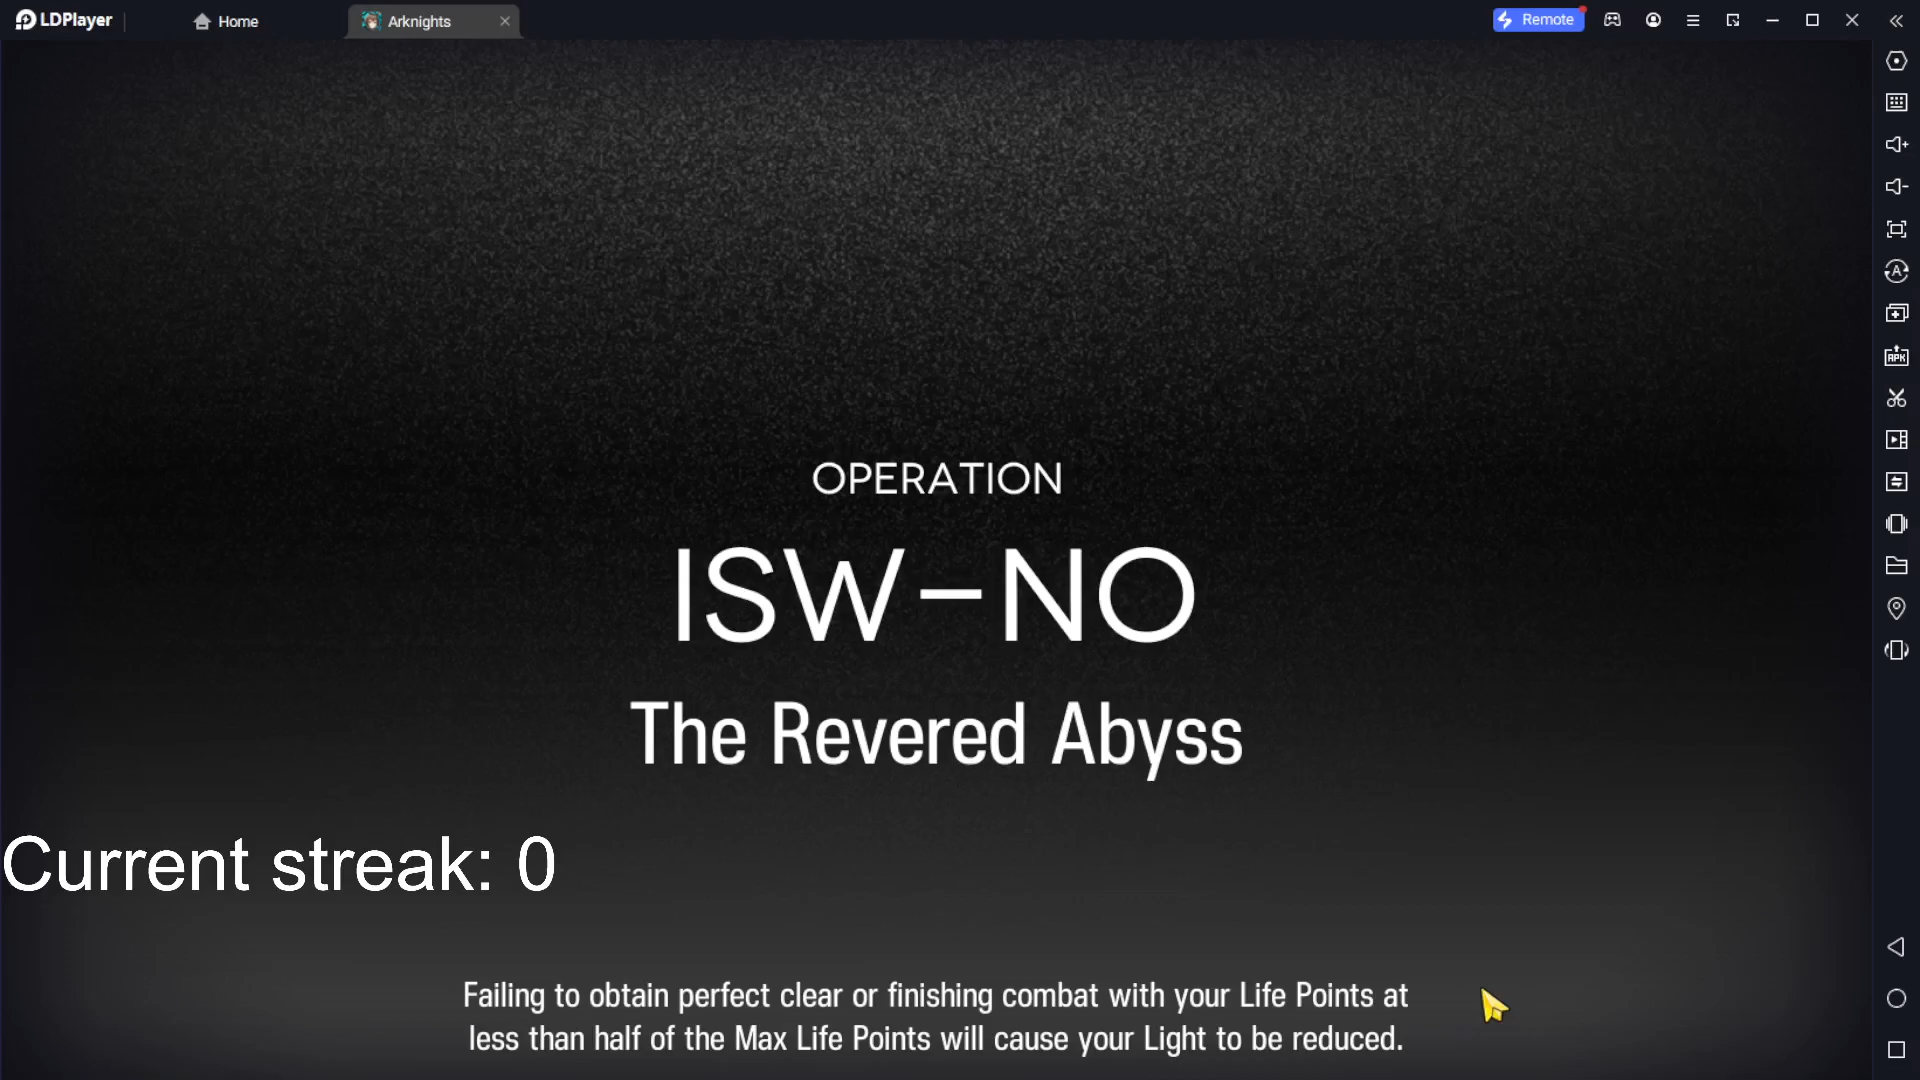 LDPlayer
Home
Arknights
Remote
OPERATION
ISW-NO
The Revered Abyss
Current streak: 0
Failing to obtain perfect clear or finishing combat with your Life Points at
less than half of the Max Life Points will cause your Light to be reduced.
APK